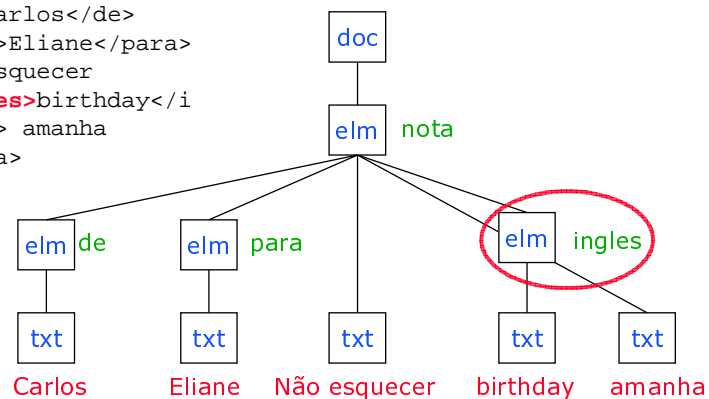 arlos</de>
>Eliane</para>
squecer
es>birthday</i
> amanha
a>
doc
elm nota
elm de elm para elm ingles
txt txt txt txt txt
Carlos Eliane Não esquecer birthday amanha